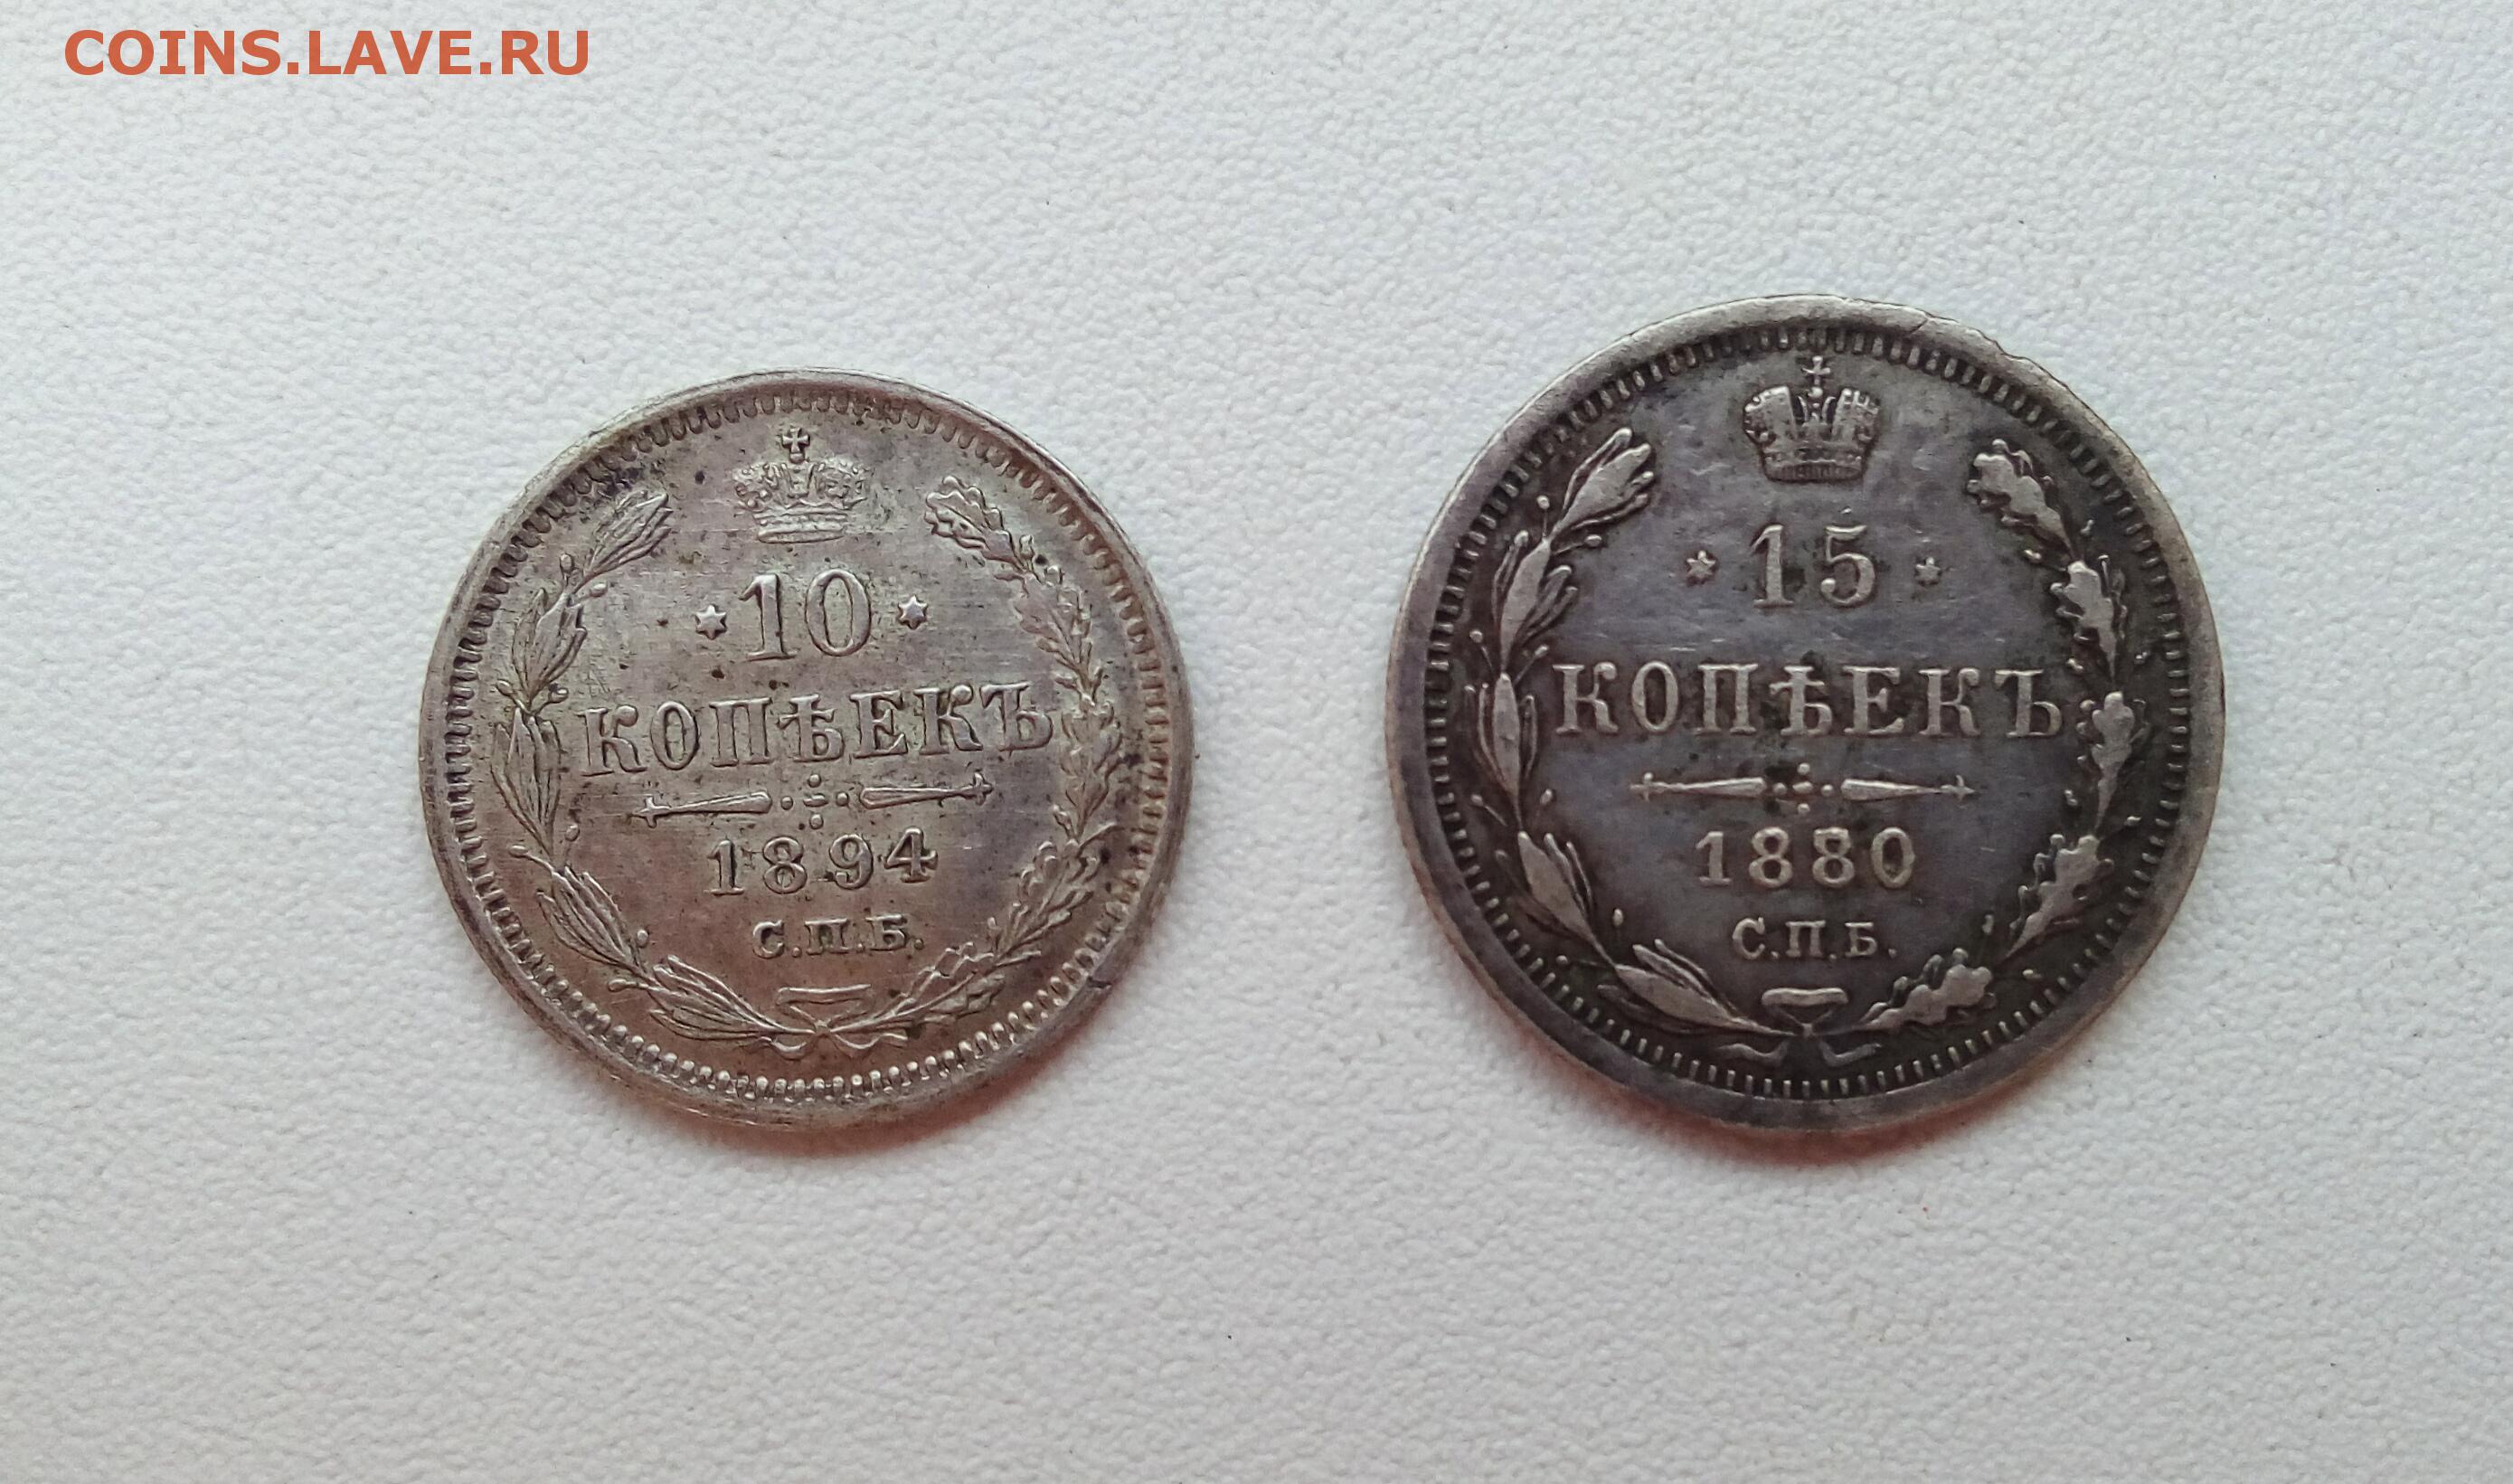 COINS.LAVE.RU
10
КОПѢЕКЪ
1894
С.П.Б.
15
КОПѢЕКЪ
1880
С.П.Б.